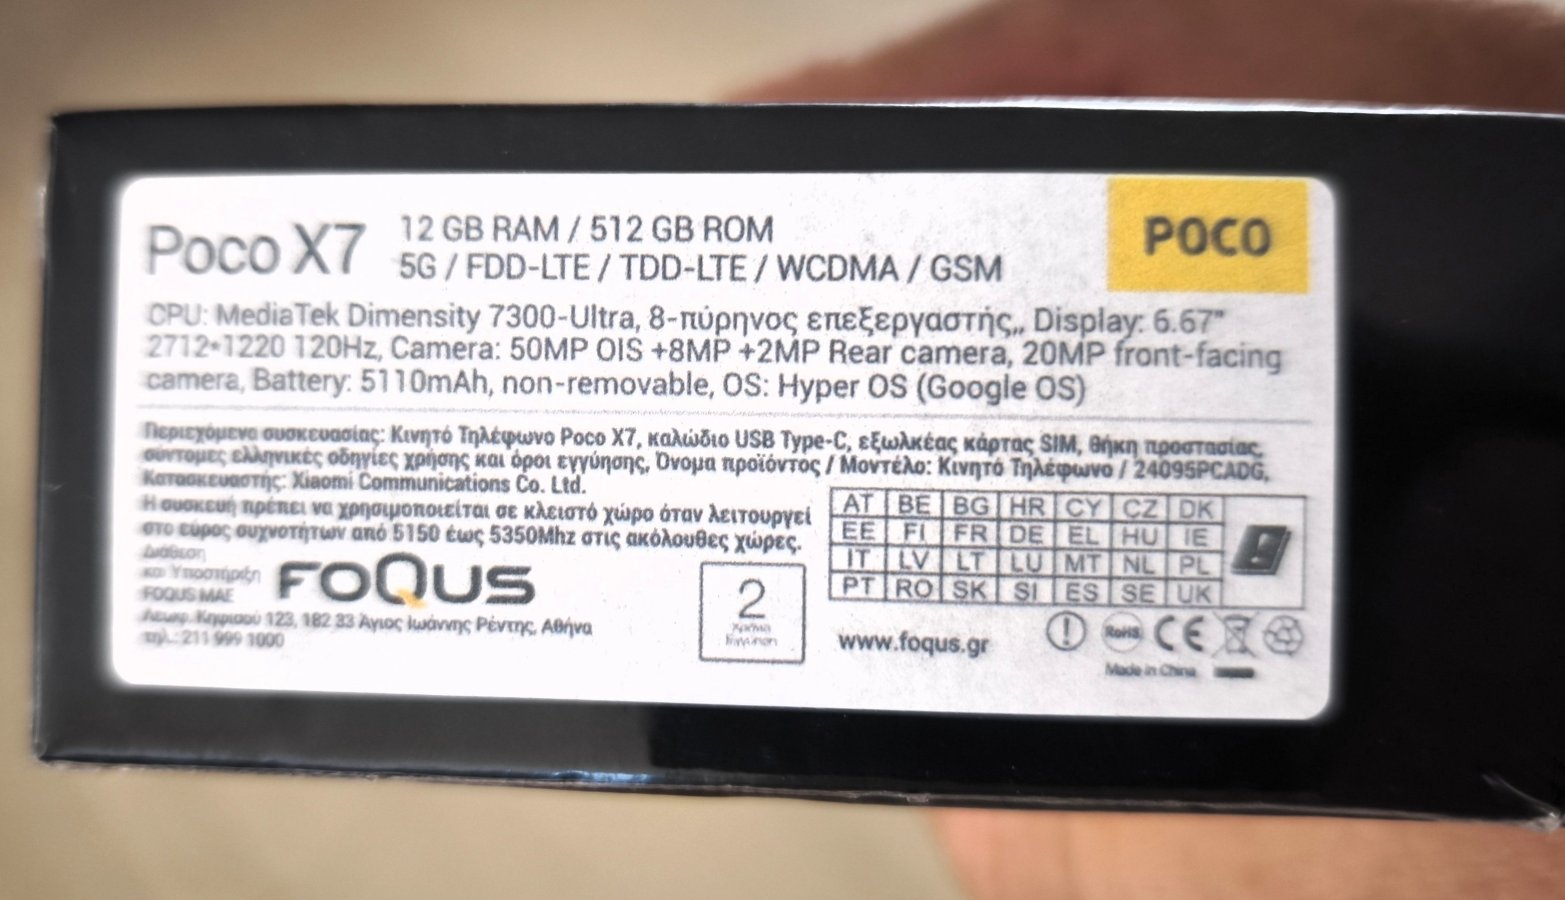 Poco X7
12 GB RAM / 512 GB ROM
5G / FDD-LTE / TDD-LTE / WCDMA / GSM
POCO
CPU: MediaTek Dimensity 7300-Ultra, 8-πύρηνος επεξεργαστής,, Display: 6.67"
2712*1220 120Hz, Camera: 50MP OIS +8MP +2MP Rear camera, 20MP front-facing
camera, Battery: 5110mAh, non-removable, OS: Hyper OS (Google OS)
Περιεχόμενα συσκευασίας: Κινητό Τηλέφωνο Poco X7, καλώδιο USB Type-C, εξωλκέας κάρτας SIM, θήκη προστασίας,
σύντομες ελληνικές οδηγίες χρήσης και όροι εγγύησης, Όνομα προϊόντος / Μοντέλο: Κινητό Τηλέφωνο / 24095PCADG,
Κατασκευαστής: Xiaomi Communications Co. Ltd.
Η συσκευή πρέπει να χρησιμοποιείται σε κλειστό χώρο όταν λειτουργεί
στο εύρος συχνοτήτων από 5150 έως 5350Mhz στις ακόλουθες χώρες.
AT BE BG HR CY CZ DK
EE FI FR DE EL HU IE
IT LV LT LU MT NL PL
PT RO SK SI ES SE UK
Διάθεση
και Υποστήριξη
FOQUS ΜΑΕ
FOQUS
Λεωφ. Κηφισού 123, 182 33 Άγιος Ιωάννης Ρέντης, Αθήνα
τηλ.: 211 999 1000
2
Χρόνια
Εγγύηση
www.foqus.gr
RoHS
CE
Made in China